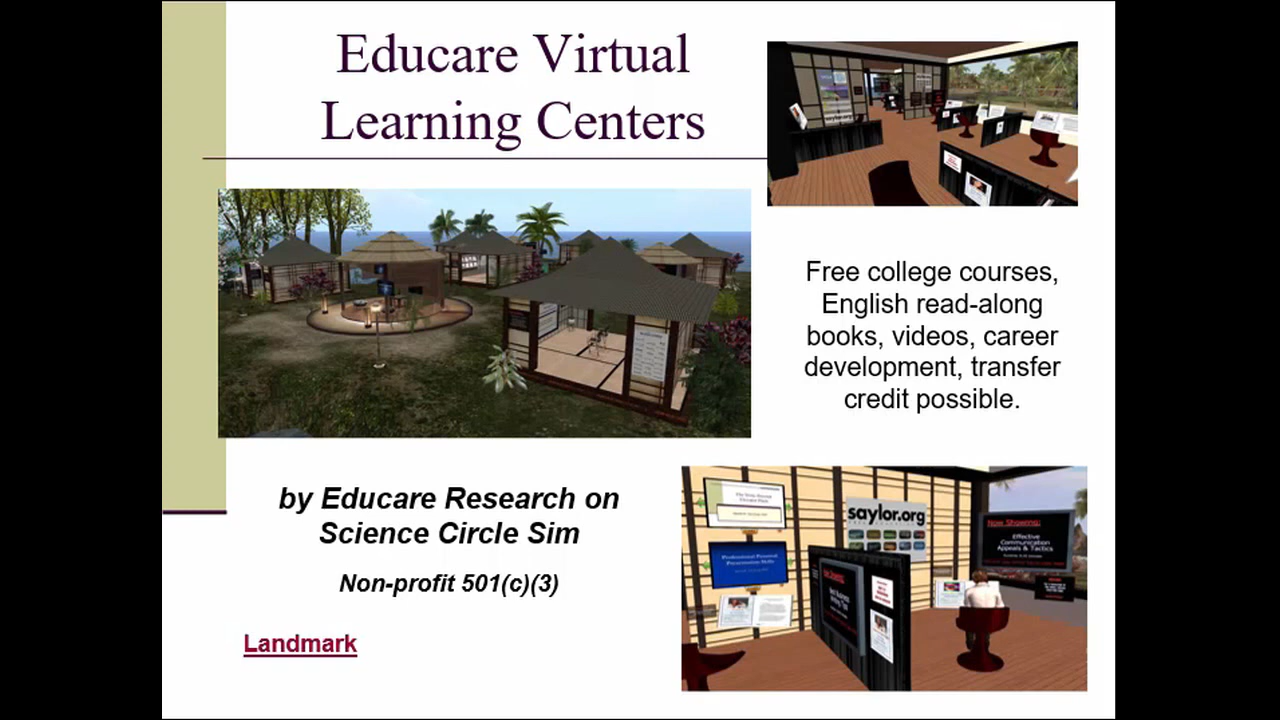 Educare Virtual
Learning Centers
Free college courses,
English read-along
books, videos, career
development, transfer
credit possible.
by Educare Research on
Science Circle Sim
Non-profit 501(c)(3)
Landmark
saylor.org
Now Showing:
Effective
Communication
Appeals & Tactics
Professional Personal
Presentation Skills